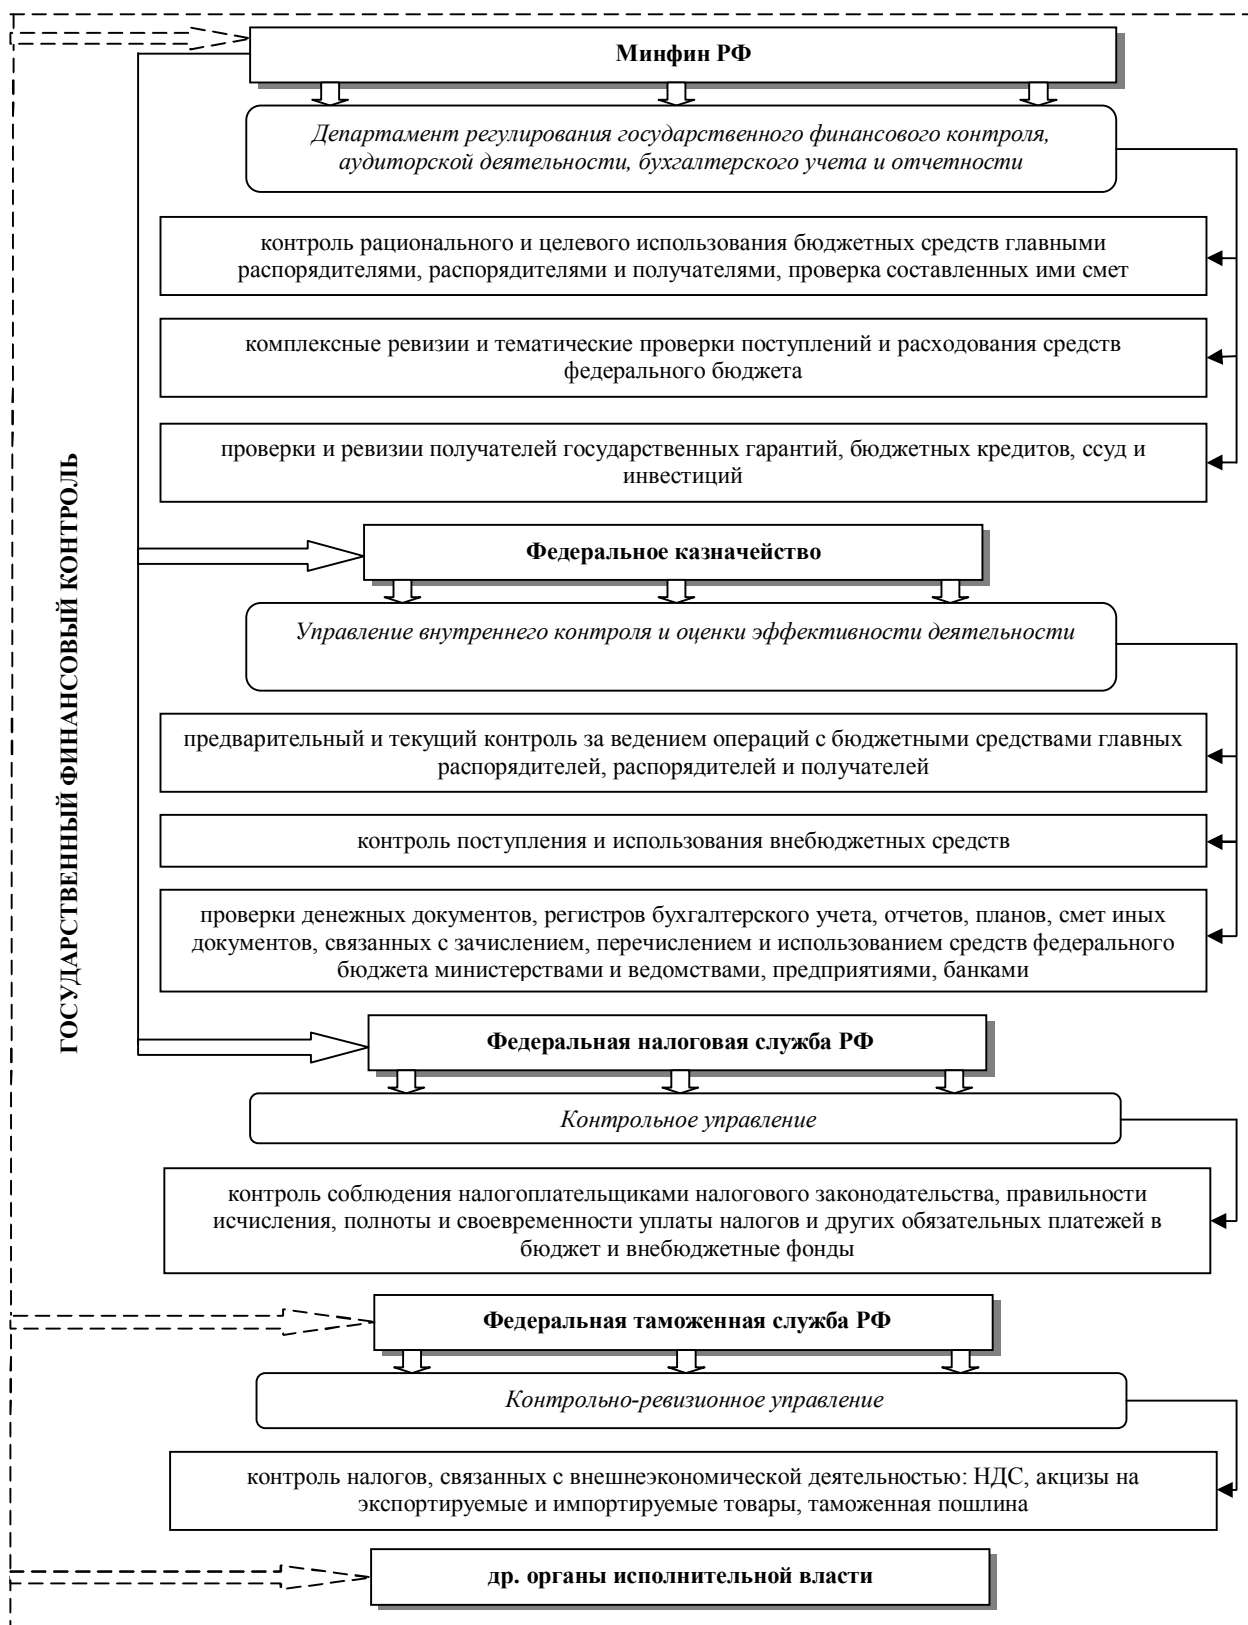 Минфин РФ
Департамент регулирования государственного финансового контроля,
аудиторской деятельности, бухгалтерского учета и отчетности
контроль рационального и целевого использования бюджетных средств главными
распорядителями, распорядителями и получателями, проверка составленных ими смет
комплексные ревизии и тематические проверки поступлений и расходования средств
федерального бюджета
проверки и ревизии получателей государственных гарантий, бюджетных кредитов, ссуд и
инвестиций
ГОСУДАРСТВЕННЫЙ ФИНАНСОВЫЙ КОНТРОЛЬ
Федеральное казначейство
Управление внутреннего контроля и оценки эффективности деятельности
предварительный и текущий контроль за ведением операций с бюджетными средствами главных
распорядителей, распорядителей и получателей
контроль поступления и использования внебюджетных средств
проверки денежных документов, регистров бухгалтерского учета, отчетов, планов, смет иных
документов, связанных с зачислением, перечислением и использованием средств федерального
бюджета министерствами и ведомствами, предприятиями, банками
Федеральная налоговая служба РФ
Контрольное управление
контроль соблюдения налогоплательщиками налогового законодательства, правильности
исчисления, полноты и своевременности уплаты налогов и других обязательных платежей в
бюджет и внебюджетные фонды
Федеральная таможенная служба РФ
Контрольно-ревизионное управление
контроль налогов, связанных с внешнеэкономической деятельностью: НДС, акцизы на
экспортируемые и импортируемые товары, таможенная пошлина
др. органы исполнительной власти